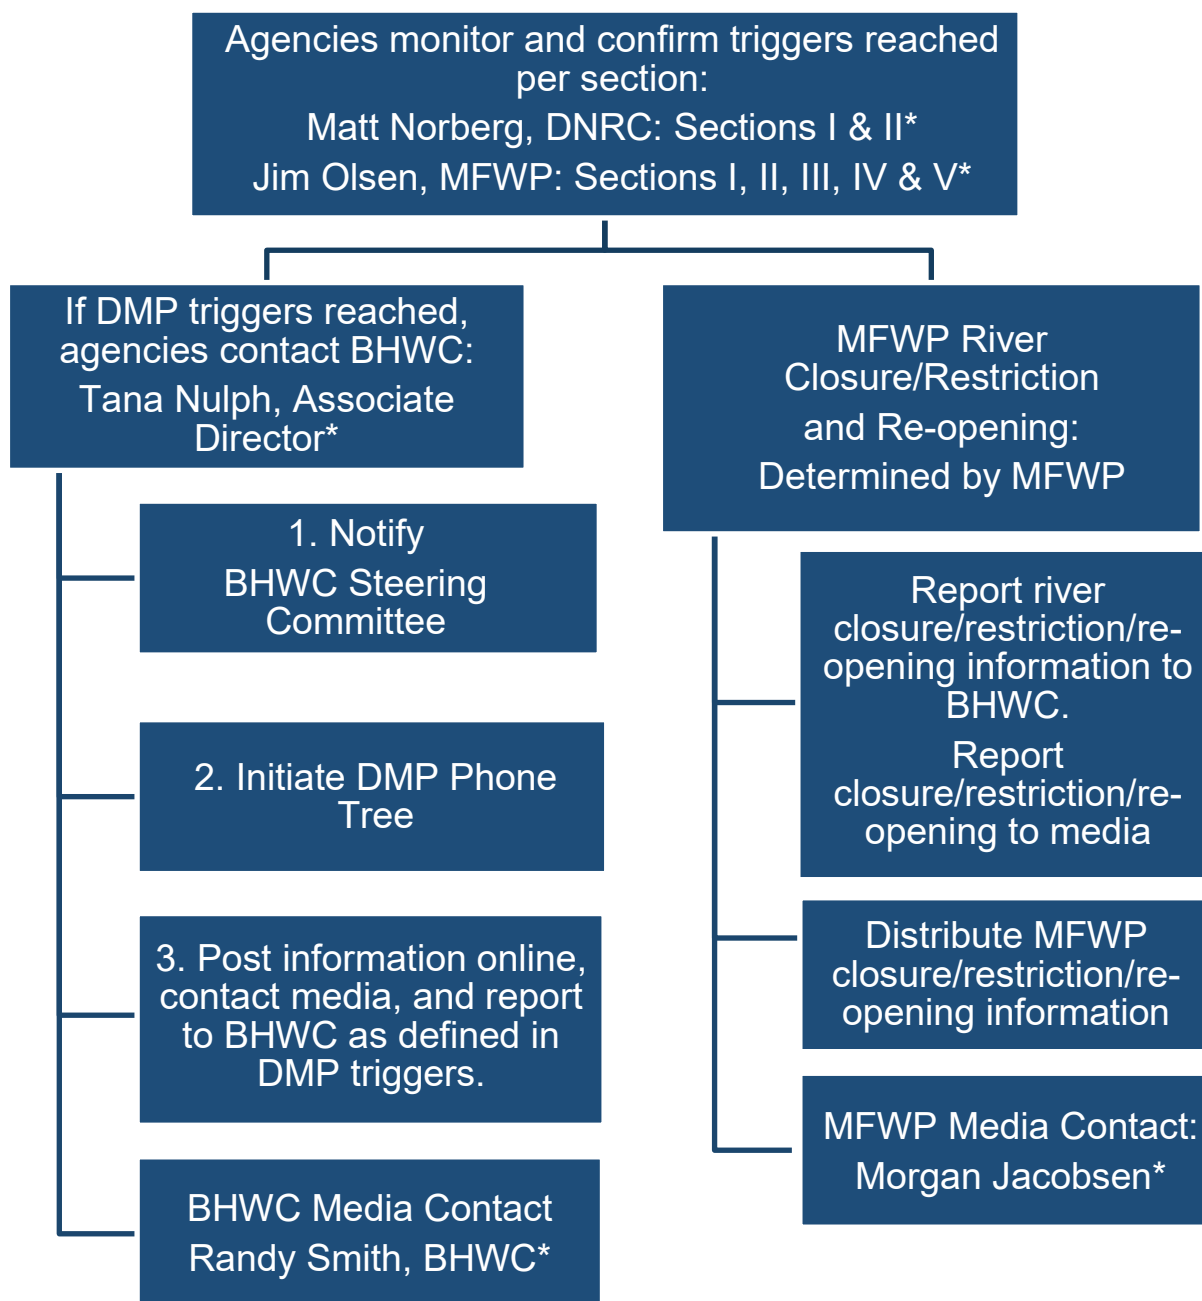 Agencies monitor and confirm triggers reached
per section:
Matt Norberg, DNRC: Sections I & II*
Jim Olsen, MFWP: Sections I, II, III, IV & V*
If DMP triggers reached,
agencies contact BHWC:
Tana Nulph, Associate
Director*
1. Notify
BHWC Steering
Committee
2. Initiate DMP Phone
Tree
3. Post information online,
contact media, and report
to BHWC as defined in
DMP triggers.
BHWC Media Contact
Randy Smith, BHWC*
MFWP River
Closure/Restriction
and Re-opening:
Determined by MFWP
Report river
closure/restriction/re-
opening information to
BHWC.
Report
closure/restriction/re-
opening to media
Distribute MFWP
closure/restriction/re-
opening information
MFWP Media Contact:
Morgan Jacobsen*